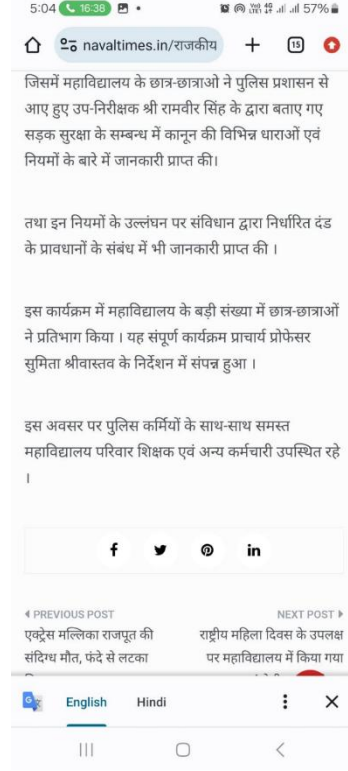 5:04 16:38 57%
navaltimes.in/राजकीय + 15
जिसमें महाविद्यालय के छात्र-छात्राओ ने पुलिस प्रशासन से
आए हुए उप-निरीक्षक श्री रामवीर सिंह के द्वारा बताए गए
सड़क सुरक्षा के सम्बन्ध में कानून की विभिन्न धाराओं एवं
नियमों के बारे में जानकारी प्राप्त की।
तथा इन नियमों के उल्लंघन पर संविधान द्वारा निर्धारित दंड
के प्रावधानों के संबंध में भी जानकारी प्राप्त की ।
इस कार्यक्रम में महाविद्यालय के बड़ी संख्या में छात्र-छात्राओं
ने प्रतिभाग किया । यह संपूर्ण कार्यक्रम प्राचार्य प्रोफेसर
सुमिता श्रीवास्तव के निर्देशन में संपन्न हुआ ।
इस अवसर पर पुलिस कर्मियों के साथ-साथ समस्त
महाविद्यालय परिवार शिक्षक एवं अन्य कर्मचारी उपस्थित रहे
।
PREVIOUS POST
एक्ट्रेस मल्लिका राजपूत की
संदिग्ध मौत, फंदे से लटका
NEXT POST
राष्ट्रीय महिला दिवस के उपलक्ष
पर महाविद्यालय में किया गया
English Hindi